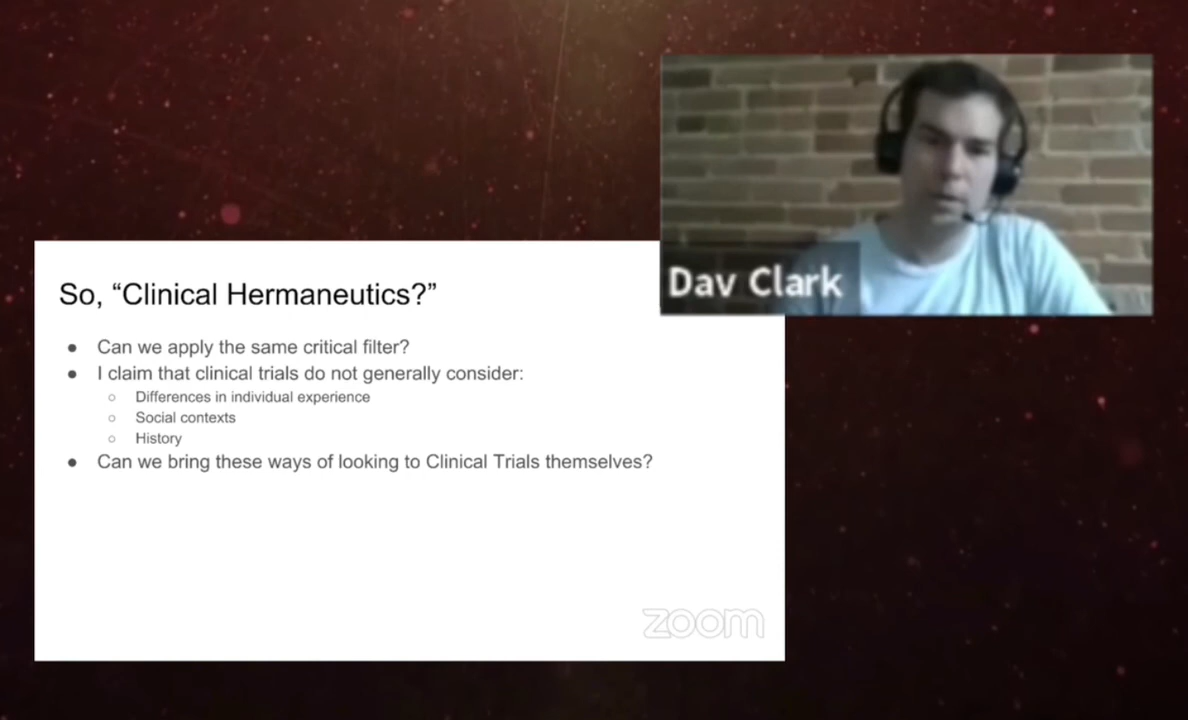 So, “Clinical Hermaneutics?”
● Can we apply the same critical filter?
● I claim that clinical trials do not generally consider:
○ Differences in individual experience
○ Social contexts
○ History
● Can we bring these ways of looking to Clinical Trials themselves?
Dav Clark
zoom